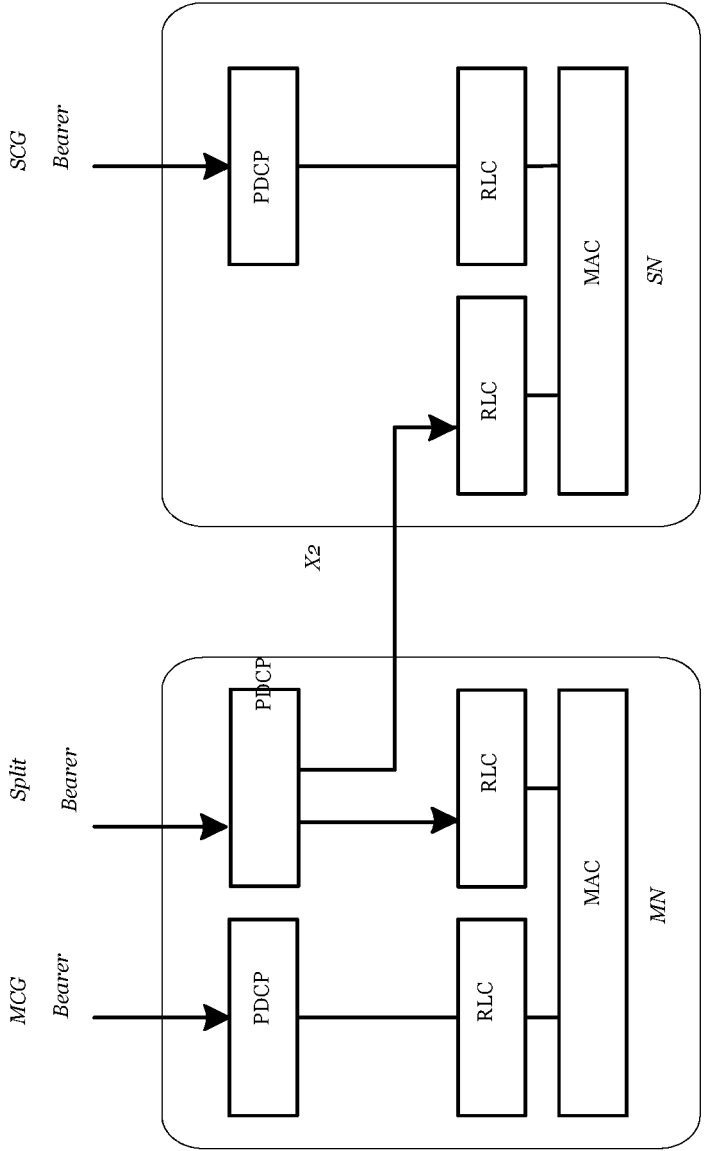 MCG
Bearer
Split
Bearer
SCG
Bearer
PDCP
PDCP
X2
PDCP
RLC
RLC
RLC
RLC
MAC
MAC
MN
SN